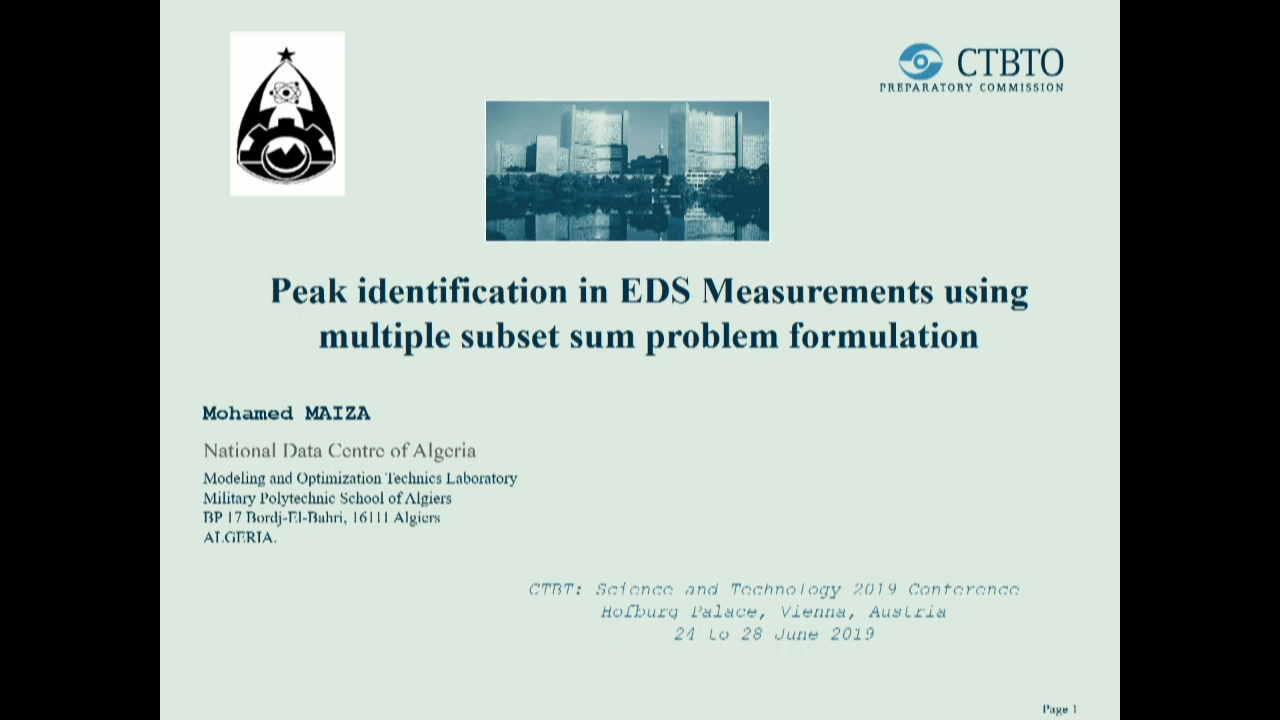 CTBTO
PREPARATORY COMMISSION
Peak identification in EDS Measurements using
multiple subset sum problem formulation
Mohamed MAIZA
National Data Centre of Algeria
Modeling and Optimization Technics Laboratory
Military Polytechnic School of Algiers
BP 17 Bordj-El-Bahri, 16111 Algiers
ALGERIA.
CTBT: Science and Technology 2019 Conference
Hofburg Palace, Vienna, Austria
24 to 28 June 2019
Page 1